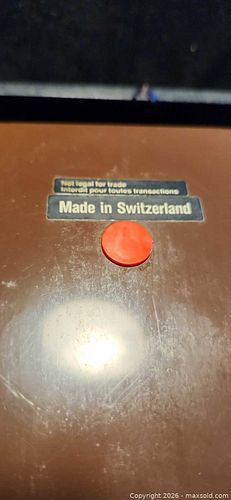 Not legal for trade
Interdit pour toutes transactions
Made in Switzerland
Copyright © 2026 - maxsold.com